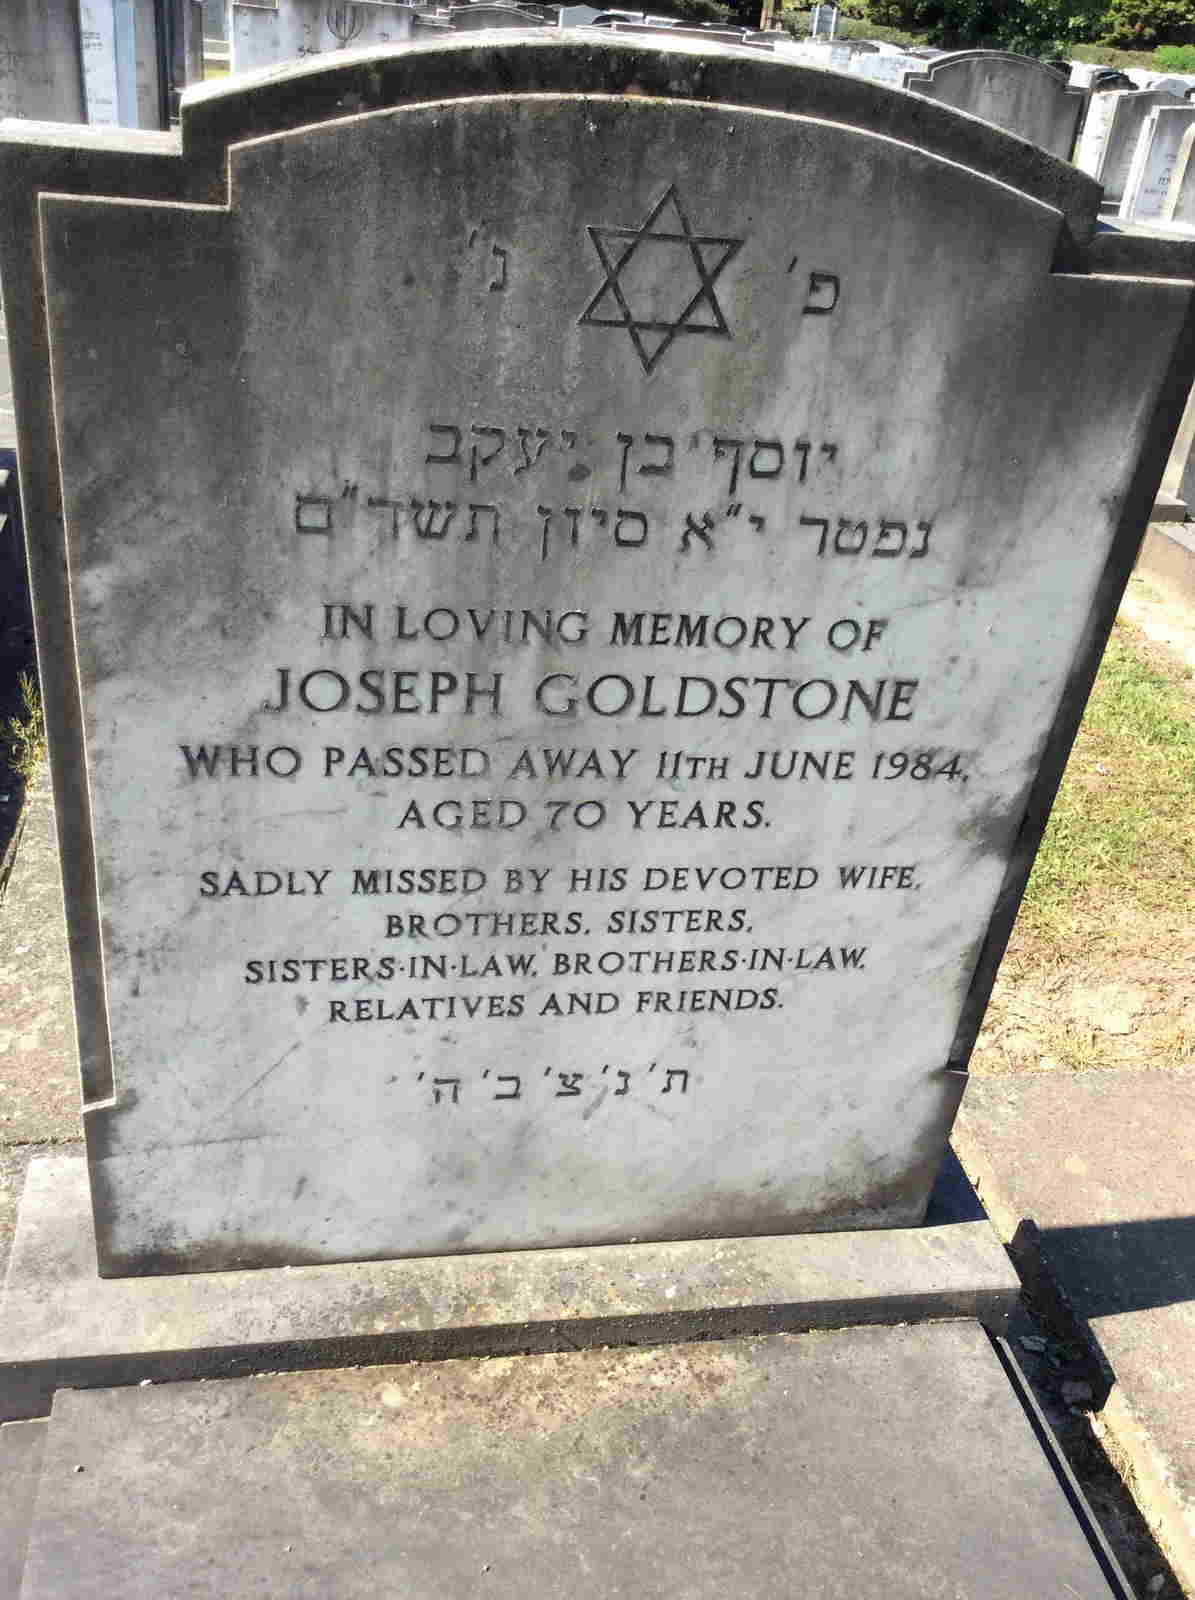 פ' נ'
יוסף בן יעקב
נפטר י"א סיון תשד"ם
IN LOVING MEMORY OF
JOSEPH GOLDSTONE
WHO PASSED AWAY 11TH JUNE 1984,
AGED 70 YEARS.
SADLY MISSED BY HIS DEVOTED WIFE,
BROTHERS, SISTERS,
SISTERS·IN·LAW, BROTHERS·IN·LAW,
RELATIVES AND FRIENDS.
ת' נ' צ' ב' ה'